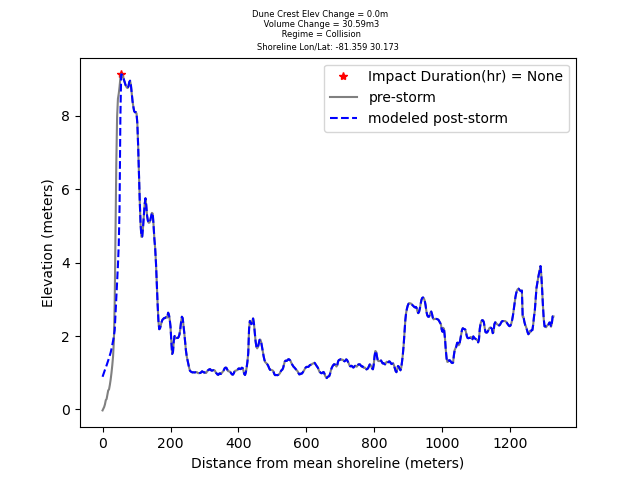 Dune Crest Elev Change = 0.0m
Volume Change = 30.59m3
Regime = Collision
Shoreline Lon/Lat: -81.359 30.173
Impact Duration(hr) = None
pre-storm
modeled post-storm
Elevation (meters)
8
6
4
2
0
0 200 400 600 800 1000 1200
Distance from mean shoreline (meters)